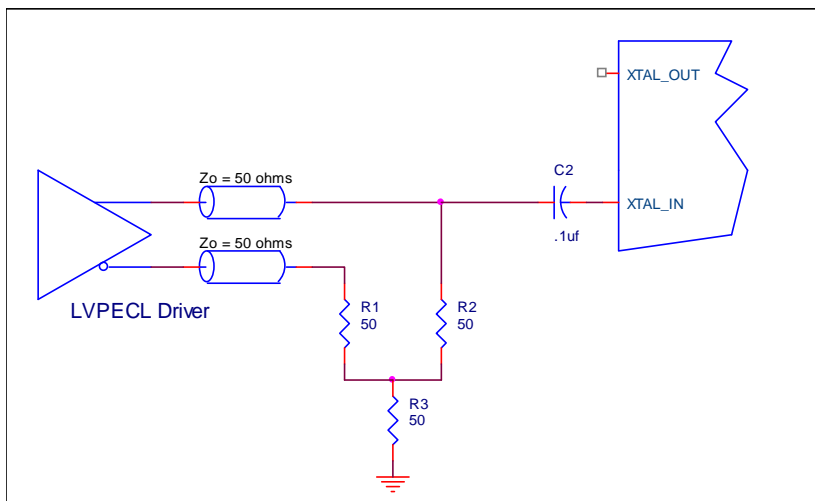 XTAL_OUT
Zo = 50 ohms
C2
XTAL_IN
.1uf
Zo = 50 ohms
LVPECL Driver
R1
50
R2
50
R3
50